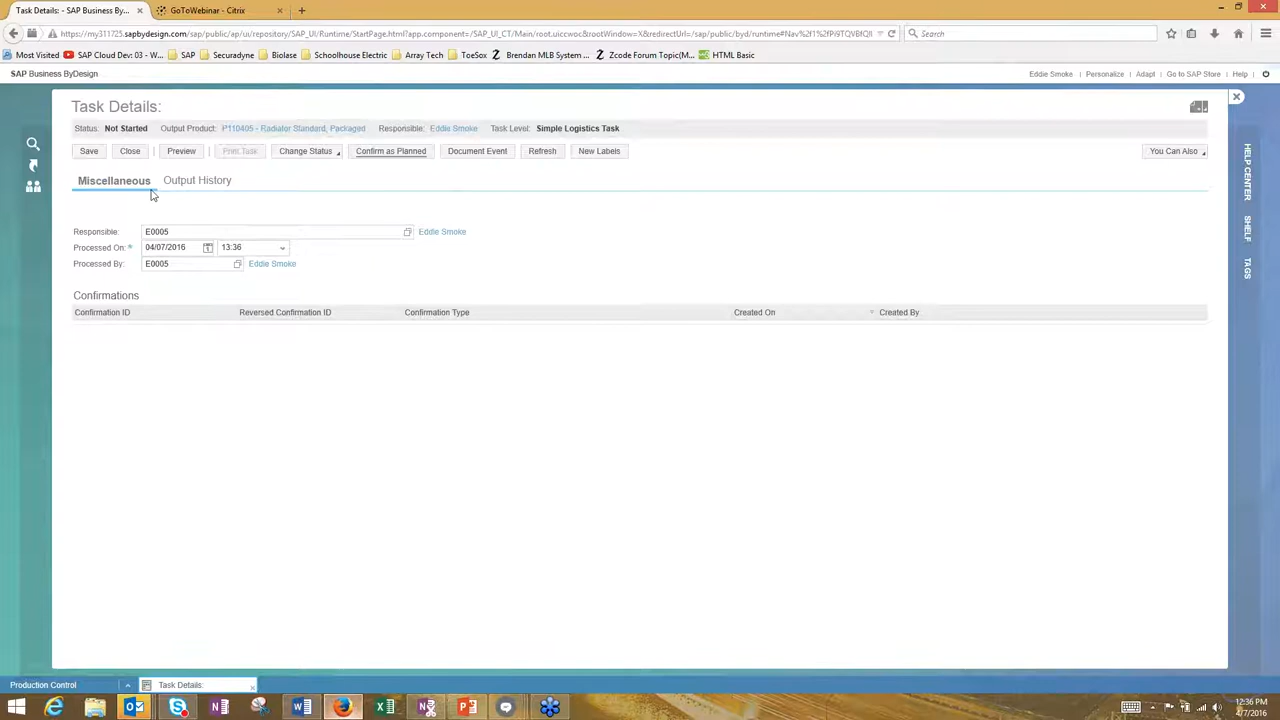 Task Details: - SAP Business By...
GoToWebinar - Citrix
https://my311725.sapbydesign.com/sap/public/ap/ui/repository/SAP_UI/Runtime/StartPage.html?app.component=/SAP_UI_CT/Main/root.uiccwoc&rootWindow=X&redirectUrl=/sap/public/byd/runtime#Nav
Search
Most Visited SAP Cloud Dev: 03 - W... SAP Securadyne Biolase Schoolhouse Electric Array Tech ToeSox Brendan MLB System ... Zcode Forum Topic(M... HTML Basic
SAP Business ByDesign
Eddie Smoke Personalize Adapt Go to SAP Store Help
Task Details:
Status: Not Started Output Product: P110405 - Radiator Standard, Packaged Responsible: Eddie Smoke Task Level: Simple Logistics Task
Save Close Preview Print Task Change Status Confirm as Planned Document Event Refresh New Labels You Can Also
Miscellaneous Output History
Responsible: E0005 Eddie Smoke
Processed On: * 04/07/2016 13:36
Processed By: E0005 Eddie Smoke
Confirmations
Confirmation ID Reversed Confirmation ID Confirmation Type Created On Created By
HELP CENTER
SHELF
TAGS
Production Control Task Details:
12:36 PM
4/7/2016